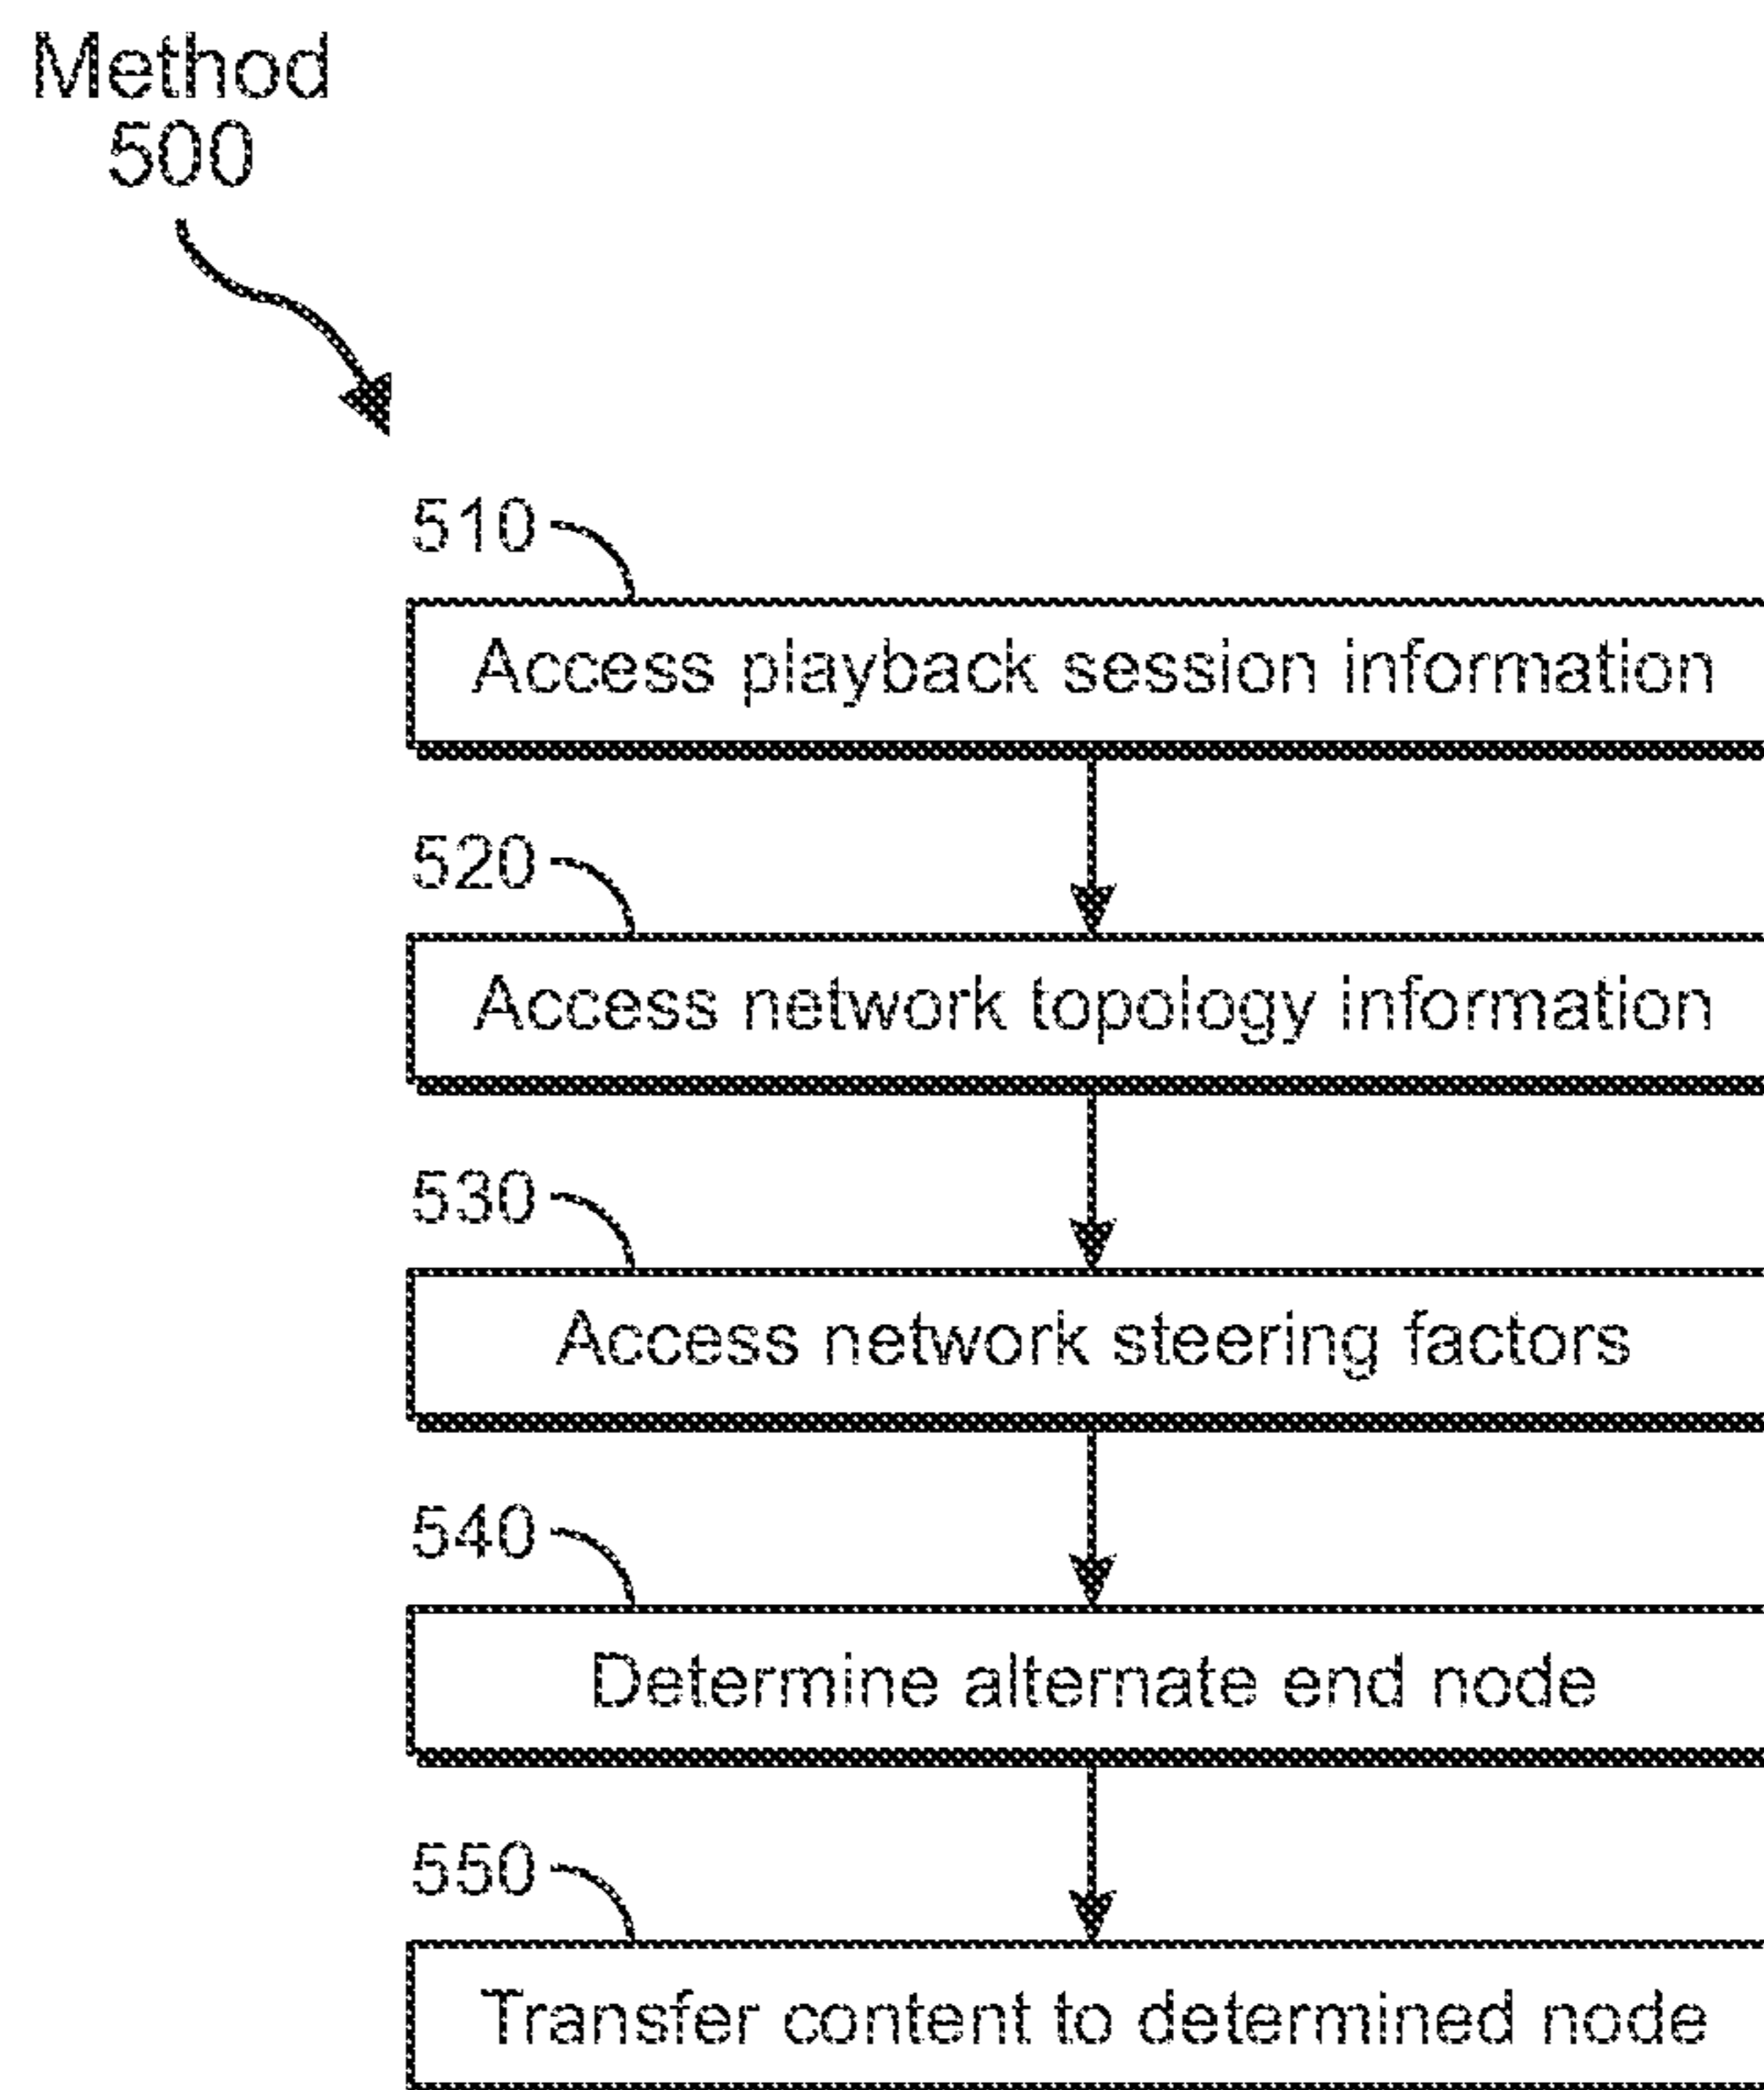 Method
500
510
Access playback session information
520
Access network topology information
530
Access network steering factors
540
Determine alternate end node
550
Transfer content to determined node